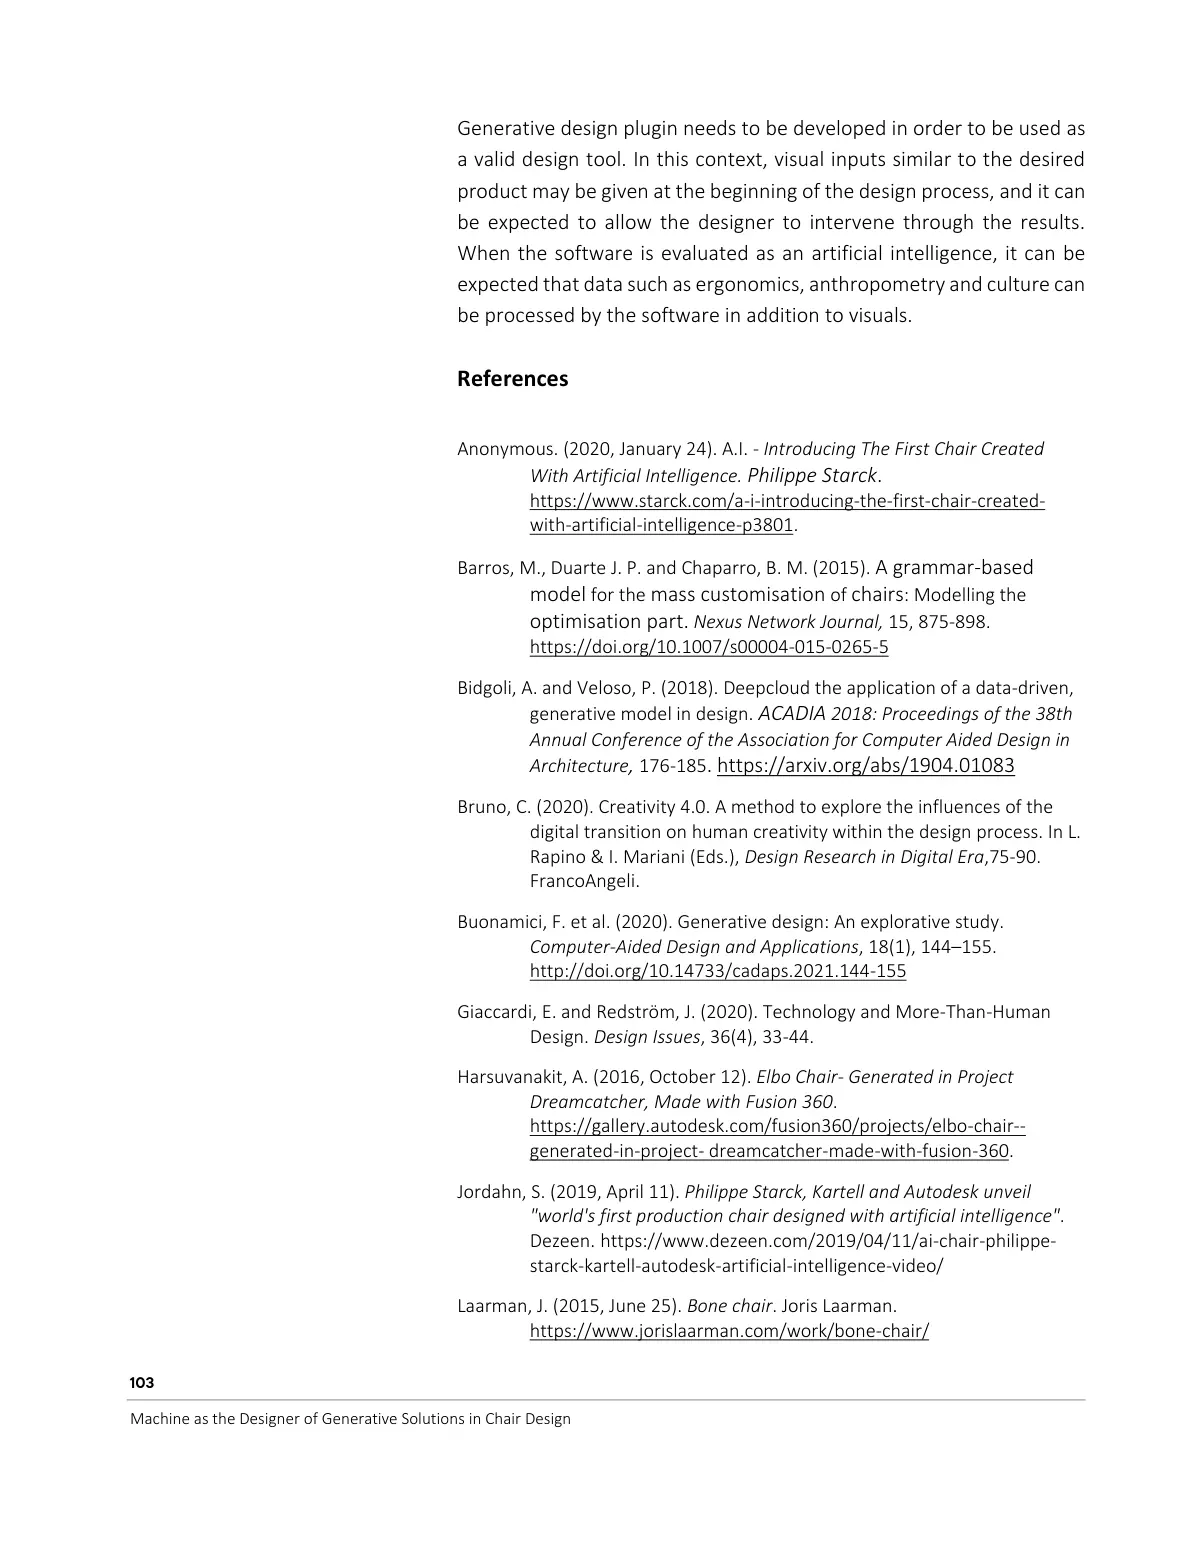 Generative design plugin needs to be developed in order to be used as
a valid design tool. In this context, visual inputs similar to the desired
product may be given at the beginning of the design process, and it can
be expected to allow the designer to intervene through the results.
When the software is evaluated as an artificial intelligence, it can be
expected that data such as ergonomics, anthropometry and culture can
be processed by the software in addition to visuals.
References
Anonymous. (2020, January 24). A.I. - Introducing The First Chair Created
With Artificial Intelligence. Philippe Starck.
https://www.starck.com/a-i-introducing-the-first-chair-created-
with-artificial-intelligence-p3801.
Barros, M., Duarte J. P. and Chaparro, B. M. (2015). A grammar-based
model for the mass customisation of chairs: Modelling the
optimisation part. Nexus Network Journal, 15, 875-898.
https://doi.org/10.1007/s00004-015-0265-5
Bidgoli, A. and Veloso, P. (2018). Deepcloud the application of a data-driven,
generative model in design. ACADIA 2018: Proceedings of the 38th
Annual Conference of the Association for Computer Aided Design in
Architecture, 176-185. https://arxiv.org/abs/1904.01083
Bruno, C. (2020). Creativity 4.0. A method to explore the influences of the
digital transition on human creativity within the design process. In L.
Rapino & I. Mariani (Eds.), Design Research in Digital Era,75-90.
FrancoAngeli.
Buonamici, F. et al. (2020). Generative design: An explorative study.
Computer-Aided Design and Applications, 18(1), 144–155.
http://doi.org/10.14733/cadaps.2021.144-155
Giaccardi, E. and Redström, J. (2020). Technology and More-Than-Human
Design. Design Issues, 36(4), 33-44.
Harsuvanakit, A. (2016, October 12). Elbo Chair- Generated in Project
Dreamcatcher, Made with Fusion 360.
https://gallery.autodesk.com/fusion360/projects/elbo-chair--
generated-in-project- dreamcatcher-made-with-fusion-360.
Jordahn, S. (2019, April 11). Philippe Starck, Kartell and Autodesk unveil
"world's first production chair designed with artificial intelligence".
Dezeen. https://www.dezeen.com/2019/04/11/ai-chair-philippe-
starck-kartell-autodesk-artificial-intelligence-video/
Laarman, J. (2015, June 25). Bone chair. Joris Laarman.
https://www.jorislaarman.com/work/bone-chair/
103
Machine as the Designer of Generative Solutions in Chair Design